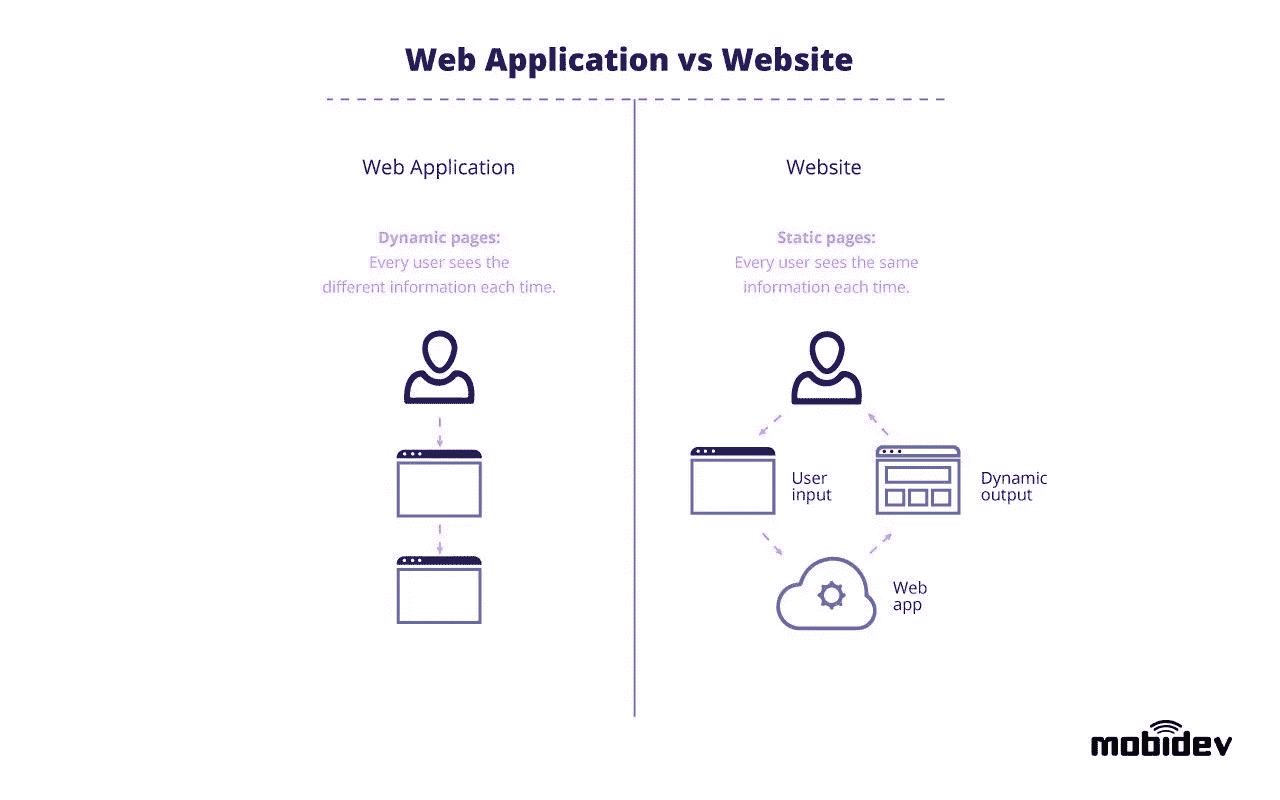 Web Application vs Website
Web Application
Dynamic pages:
Every user sees the
different information each time.
Website
Static pages:
Every user sees the same
information each time.
User
input
Dynamic
output
Web
app
mobidev